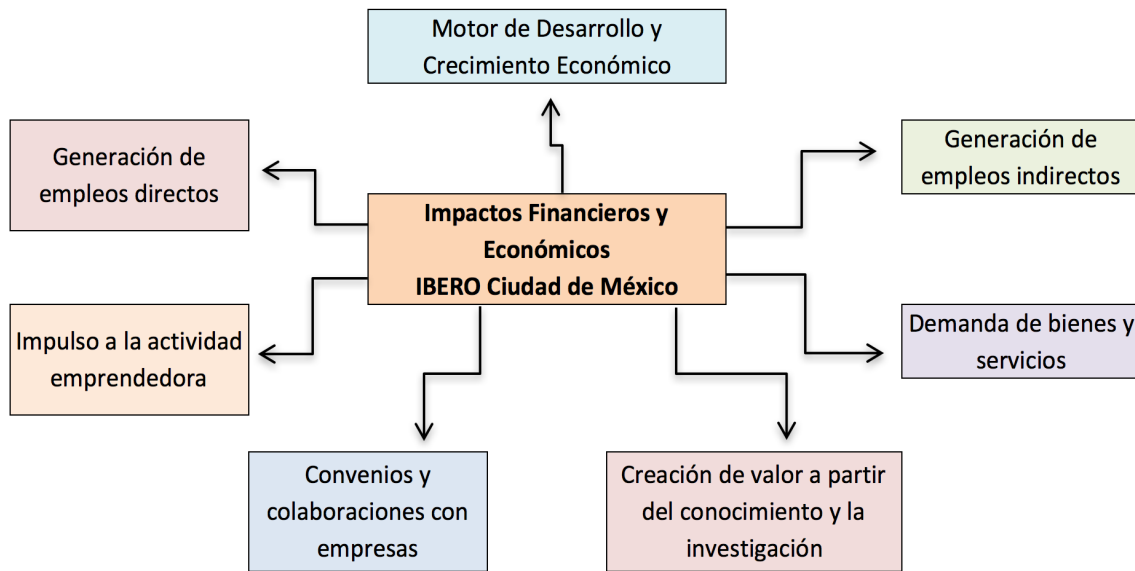 Motor de Desarrollo y
Crecimiento Económico
Generación de
empleos directos
Generación de
empleos indirectos
Impactos Financieros y
Económicos
IBERO Ciudad de México
Impulso a la actividad
emprendedora
Demanda de bienes y
servicios
Convenios y
colaboraciones con
empresas
Creación de valor a partir
del conocimiento y la
investigación